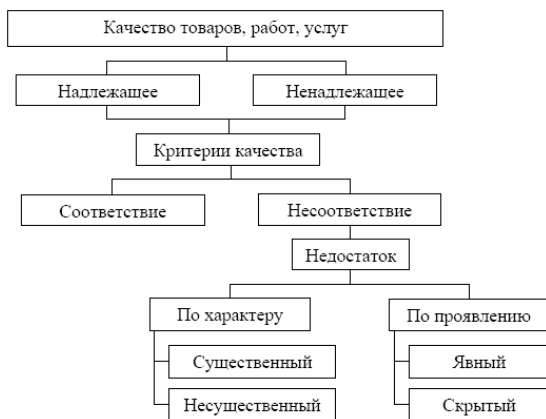 Качество товаров, работ, услуг
Надлежащее
Ненадлежащее
Критерии качества
Соответствие
Несоответствие
Недостаток
По характеру
По проявлению
Существенный
Явный
Несущественный
Скрытый